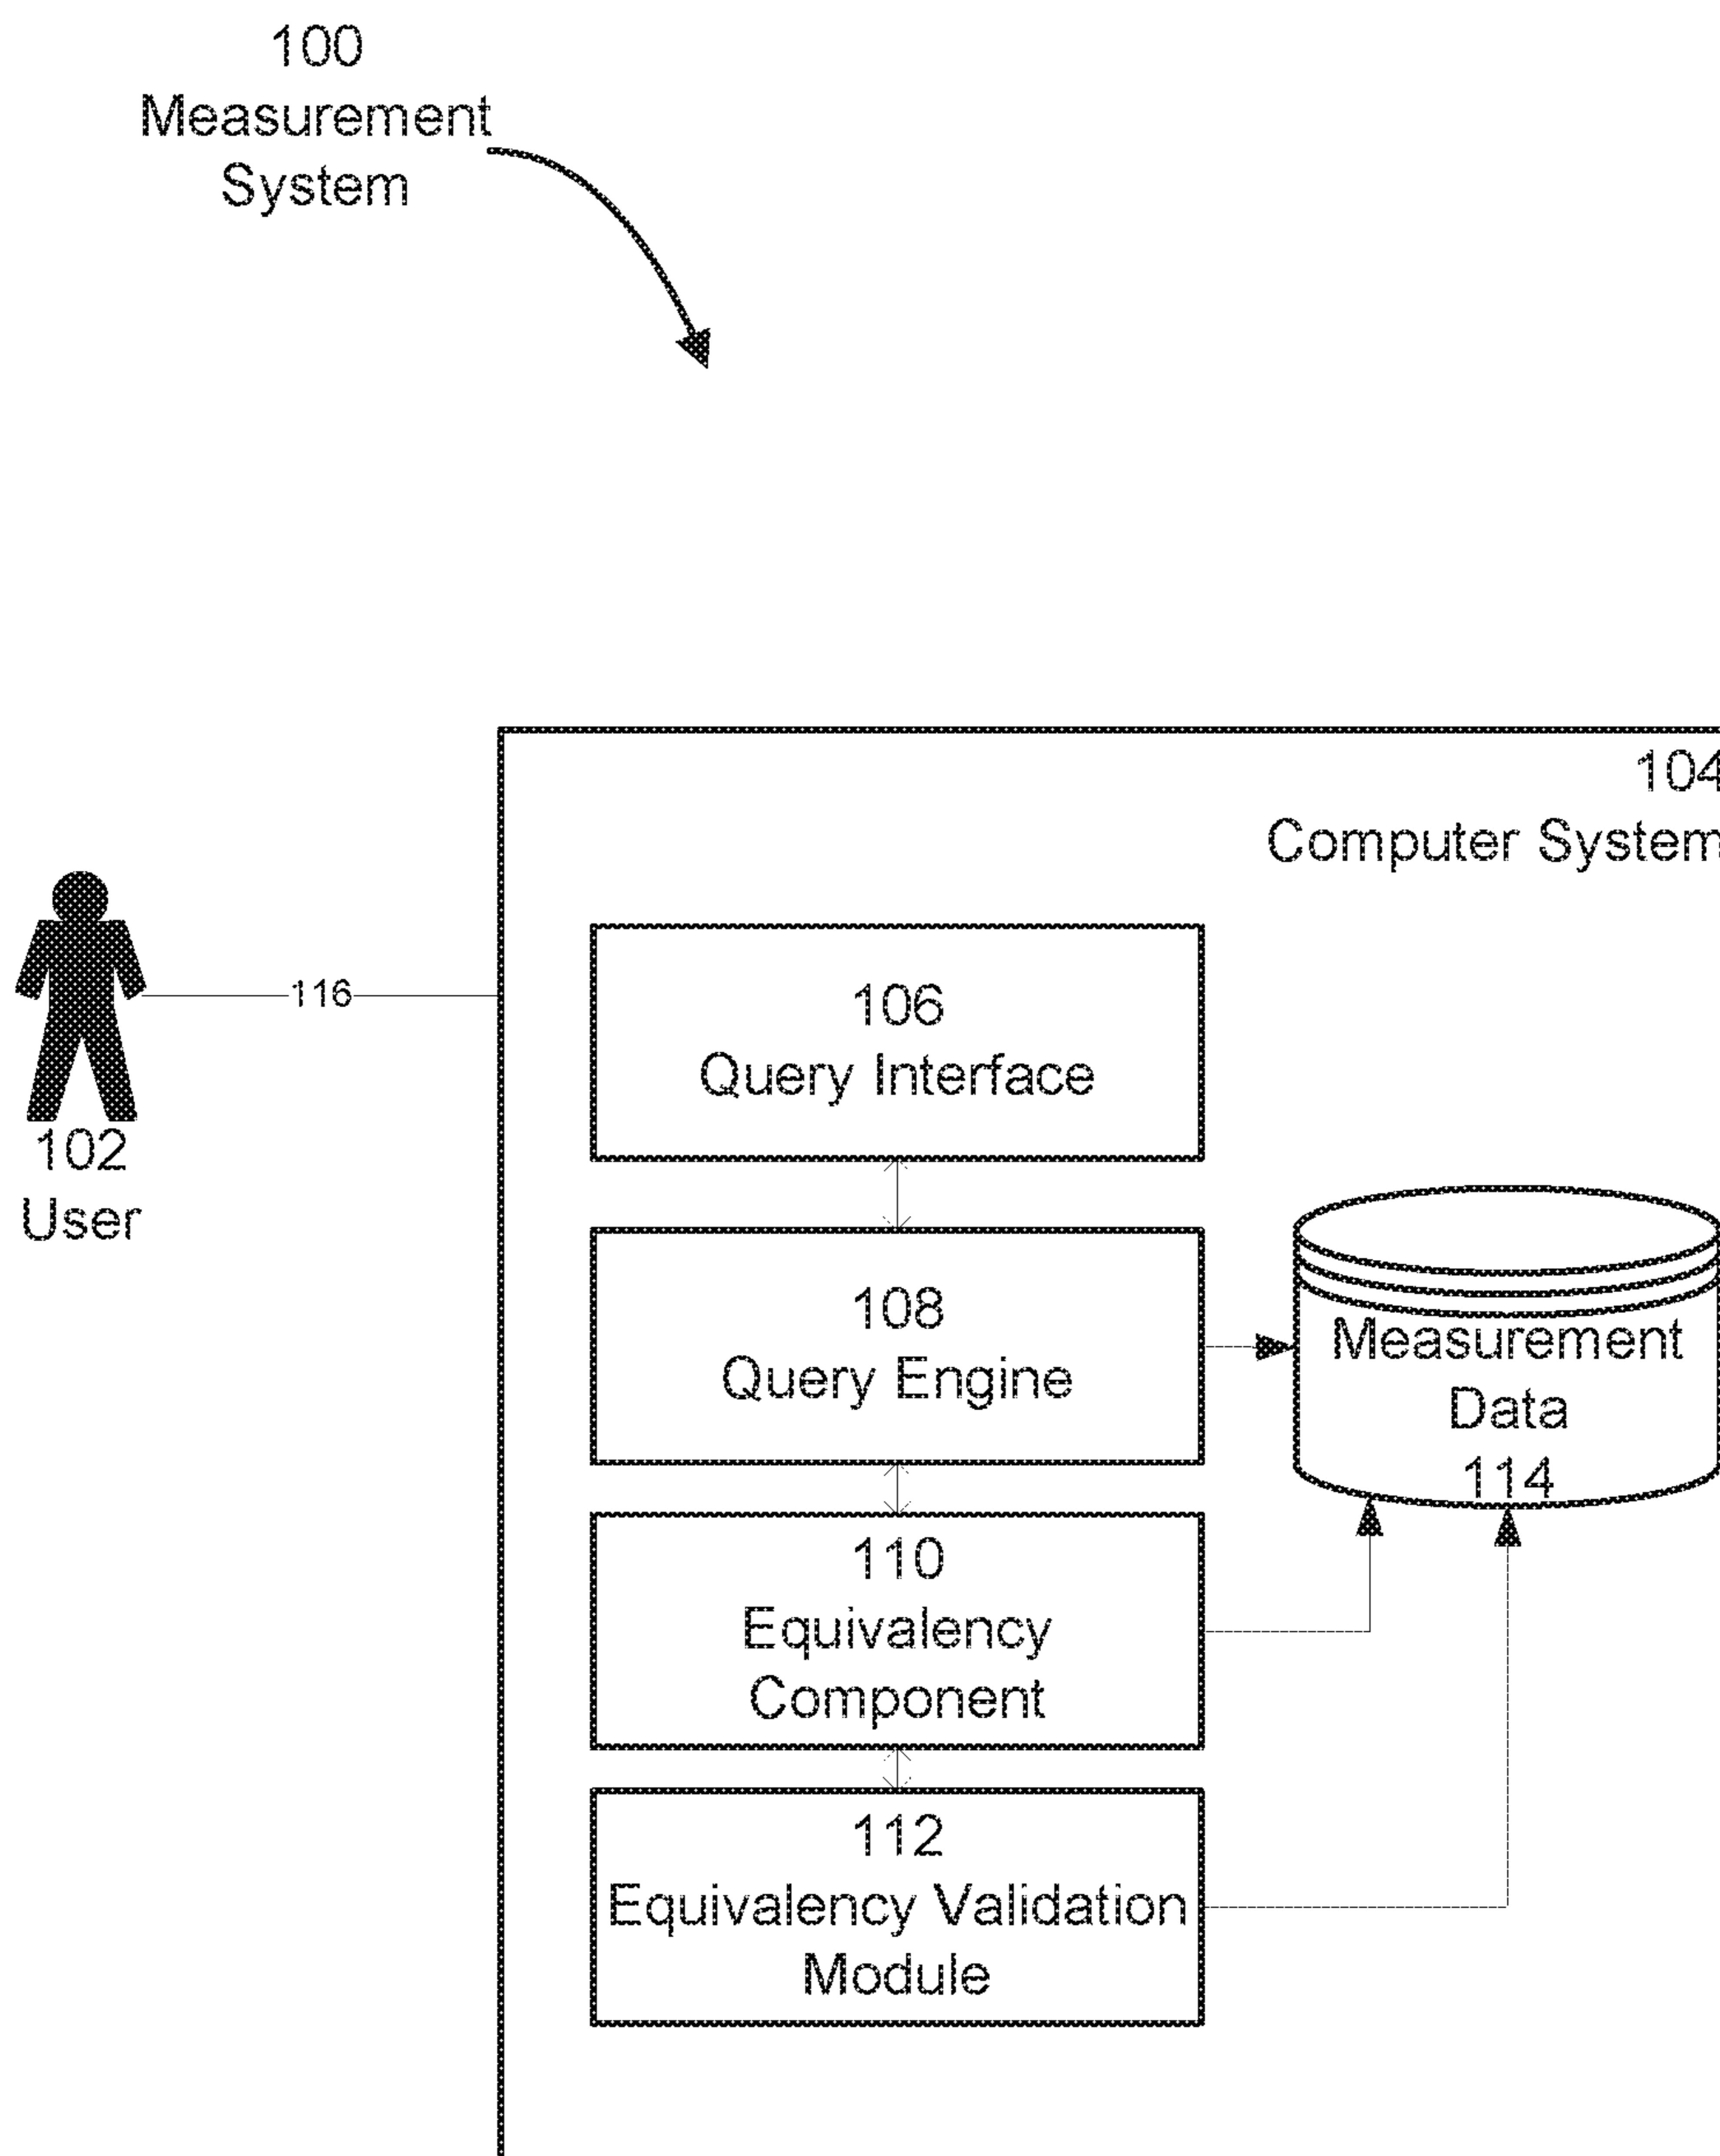 100
Measurement
System
104
Computer System
116
102
User
106
Query Interface
108
Query Engine
Measurement
Data
114
110
Equivalency
Component
112
Equivalency Validation
Module